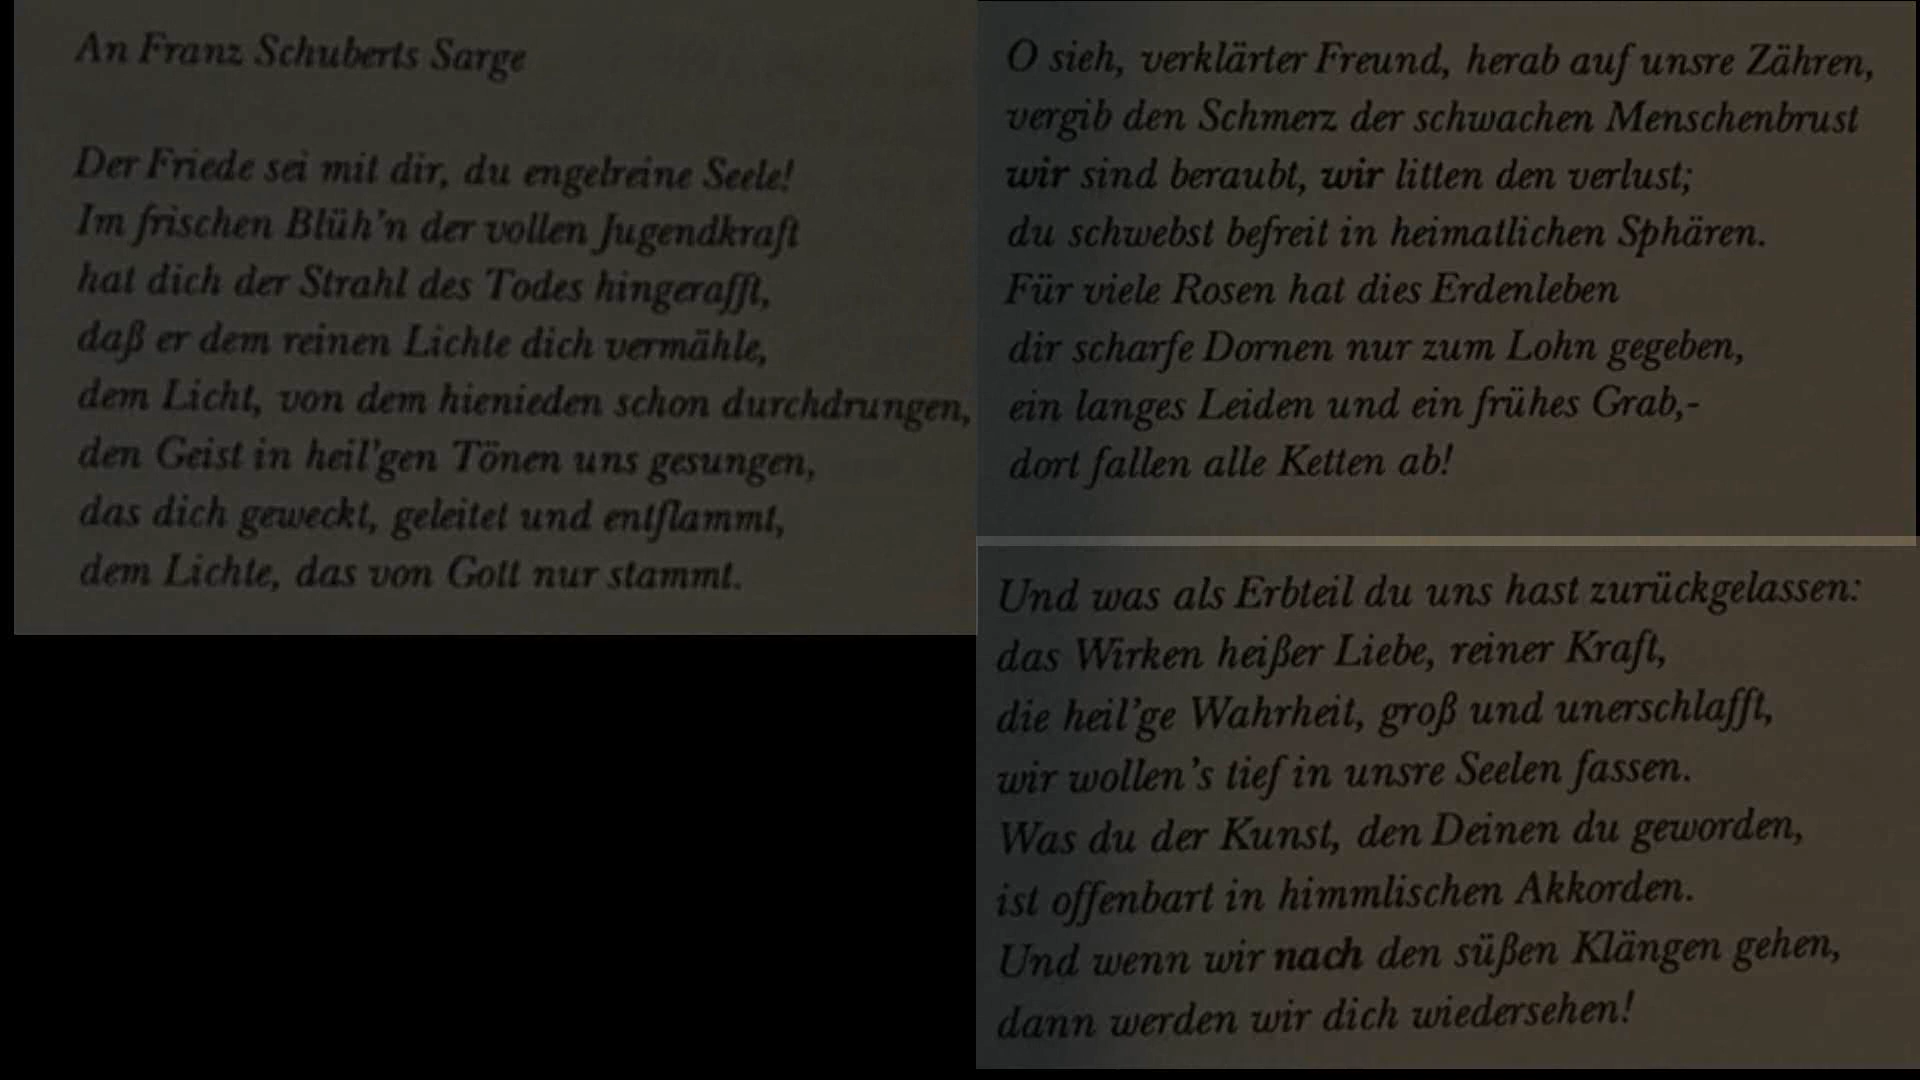 An Franz Schuberts Sarge
Der Friede sei mit dir, du engelreine Seele!
Im frischen Blüh'n der vollen Jugendkraft
hat dich der Strahl des Todes hingerafft,
daß er dem reinen Lichte dich vermähle,
dem Licht, von dem hienieden schon durchdrungen,
den Geist in heil'gen Tönen uns gesungen,
das dich geweckt, geleitet und entflammt,
dem Lichte, das von Gott nur stammt.
O sieh, verklärter Freund, herab auf unsre Zähren,
vergib den Schmerz der schwachen Menschenbrust
wir sind beraubt, wir litten den verlust;
du schwebst befreit in heimatlichen Sphären.
Für viele Rosen hat dies Erdenleben
dir scharfe Dornen nur zum Lohn gegeben,
ein langes Leiden und ein frühes Grab,-
dort fallen alle Ketten ab!
Und was als Erbteil du uns hast zurückgelassen:
das Wirken heißer Liebe, reiner Kraft,
die heil'ge Wahrheit, groß und unerschlafft,
wir wollen's tief in unsre Seelen fassen.
Was du der Kunst, den Deinen du geworden,
ist offenbart in himmlischen Akkorden.
Und wenn wir nach den süßen Klängen gehen,
dann werden wir dich wiedersehen!